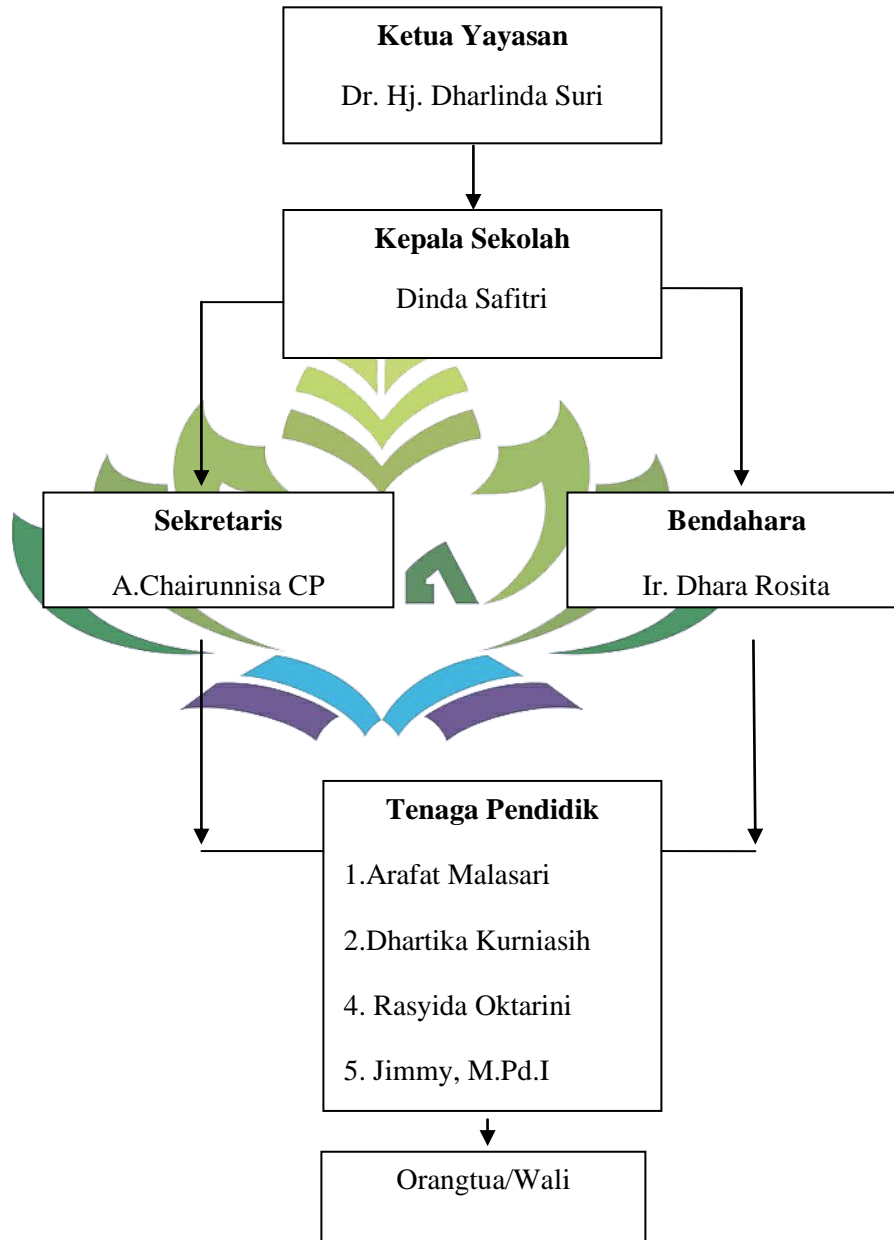 Ketua Yayasan
Dr. Hj. Dharlinda Suri
Kepala Sekolah
Dinda Safitri
Sekretaris
A.Chairunnisa CP
Bendahara
Ir. Dhara Rosita
Tenaga Pendidik
1.Arafat Malasari
2.Dhartika Kurniasih
4. Rasyida Oktarini
5. Jimmy, M.Pd.I
Orangtua/Wali